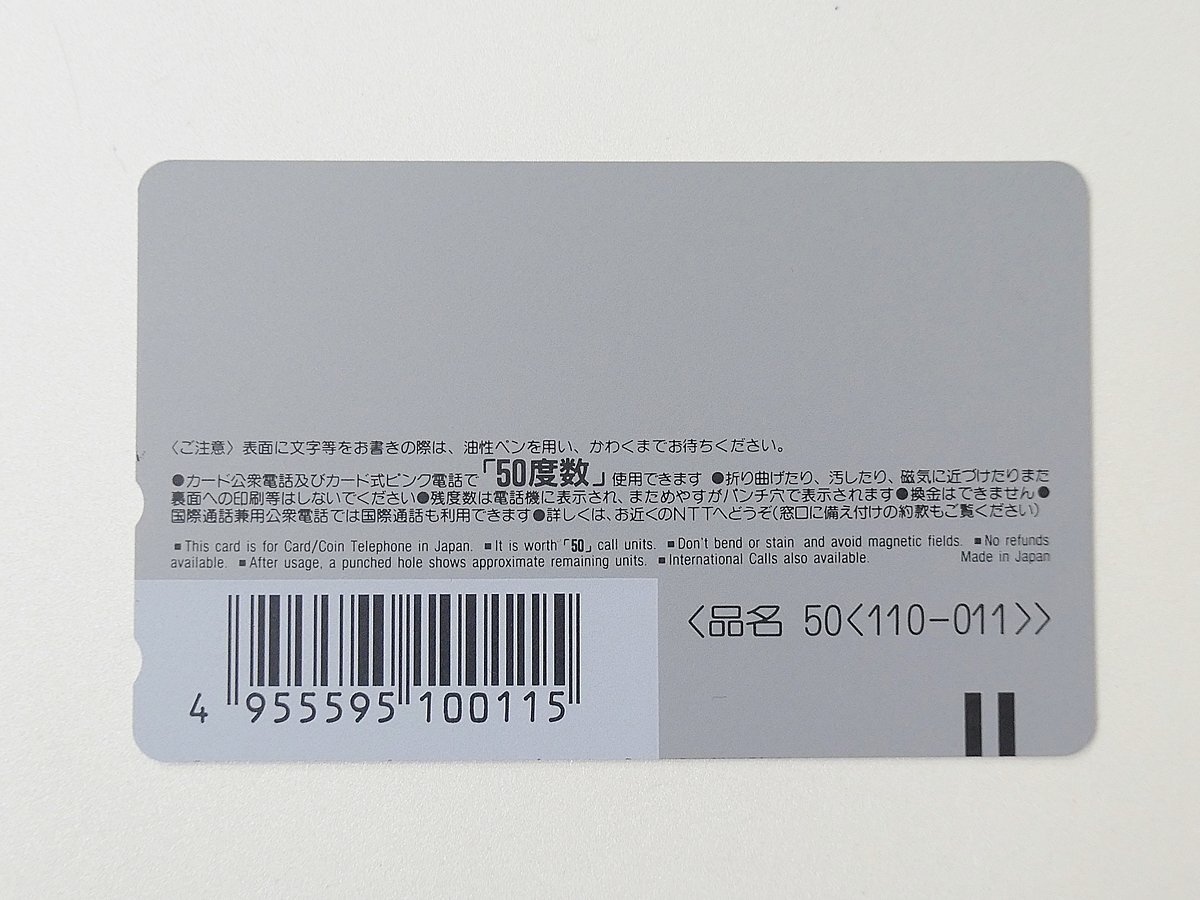 〈ご注意〉表面に文字等をお書きの際は、油性ペンを用い、かわくまでお待ちください。
●カード公衆電話及びカード式ピンク電話で「50度数」使用できます ●折り曲げたり、汚したり、磁気に近づけたりまた
裏面への印刷等はしないでください●残度数は電話機に表示され、まためやすがパンチ穴で表示されます●換金はできません●
国際通話兼用公衆電話では国際通話も利用できます●詳しくは、お近くのNTTへどうぞ(窓口に備え付けの約款もご覧ください)
■This card is for Card/Coin Telephone in Japan. ■It is worth「50」call units. ■Don't bend or stain and avoid magnetic fields. ■No refunds
available. ■After usage, a punched hole shows approximate remaining units. ■International Calls also available. Made in Japan
〈品名 50〈110-011〉〉
4 955595 100115